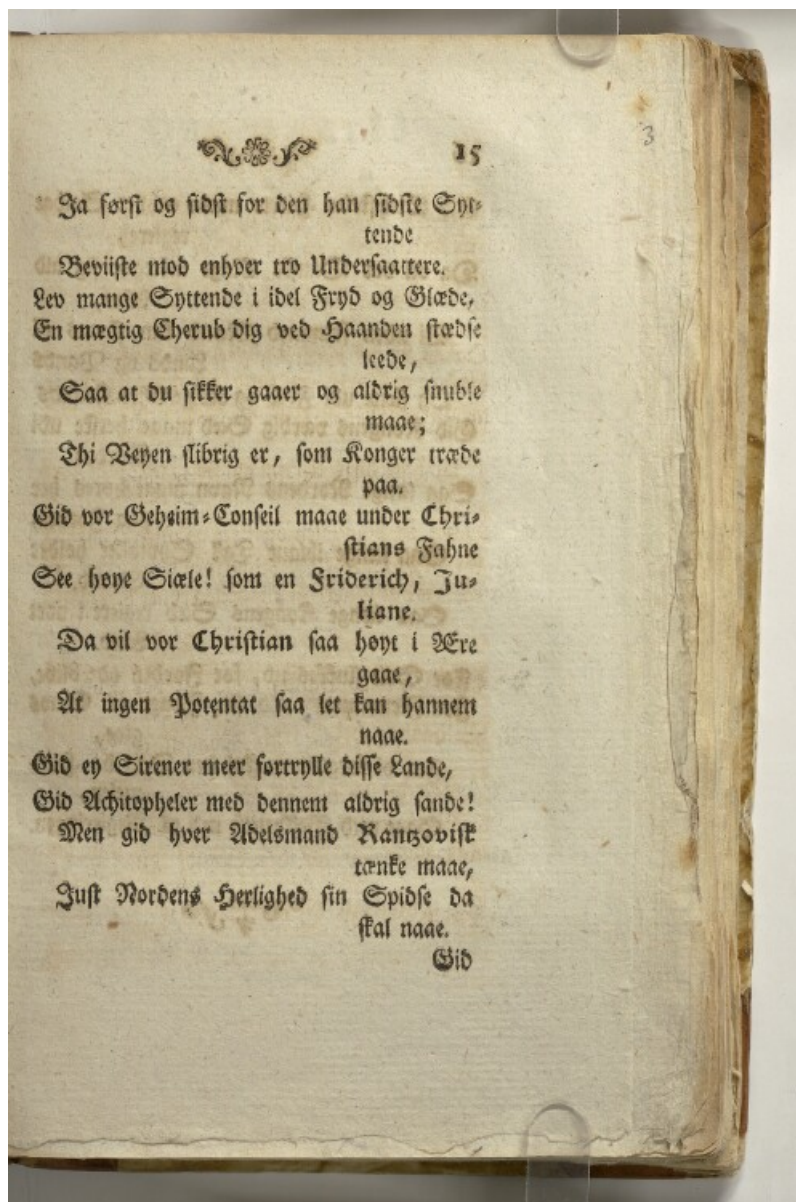 15
3
Ja først og sidst for den han sidste Syt-
tende
Beviiste mod enhver tro Undersaattere.
Lev mange Syttende i idel Fryd og Glæde,
En mægtig Cherub dig ved Haanden stædse
leede,
Saa at du sikker gaaer og aldrig snuble
maae;
Thi Veyen slibrig er, som Konger træde
paa.
Gid vor Geheim-Conseil maae under Chri-
stians Fahne
See høye Siæle! som en Friderich, Ju-
liane.
Da vil vor Christian saa høyt i Ære
gaae,
At ingen Potentat saa let kan hannem
naae.
Gid ey Sirener meer fortrylle disse Lande,
Gid Achitopheler med dennem aldrig sande!
Men gid hver Adelsmand Rantzovisk
tænke maae,
Just Nordens Herlighed sin Spidse da
skal naae.
Gid